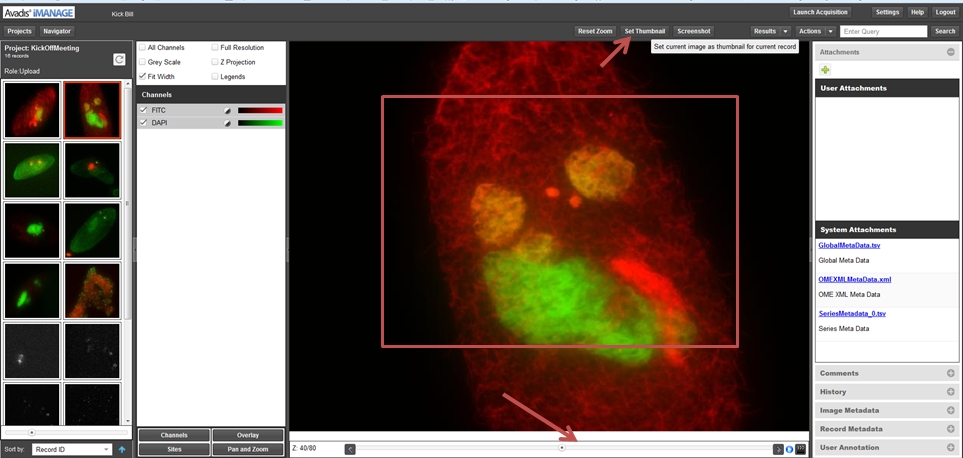 Avadis® iMANAGE
Kick Bill
Launch Acquisition
Settings
Help
Logout
Projects
Navigator
Reset Zoom
Set Thumbnail
Screenshot
Results
Actions
Enter Query
Search
Set current image as thumbnail for current record
Project: KickOffMeeting
16 records
Role:Upload
All Channels
Full Resolution
Grey Scale
Z Projection
Fit Width
Legends
Channels
FITC
DAPI
Attachments
User Attachments
System Attachments
GlobalMetaData.tsv
Global Meta Data
OMEXMLMetaData.xml
OME XML Meta Data
SeriesMetadata_0.tsv
Series Meta Data
Comments
History
Image Metadata
Record Metadata
User Annotation
Channels
Overlay
Sites
Pan and Zoom
Z: 40/80
Sort by:
Record ID